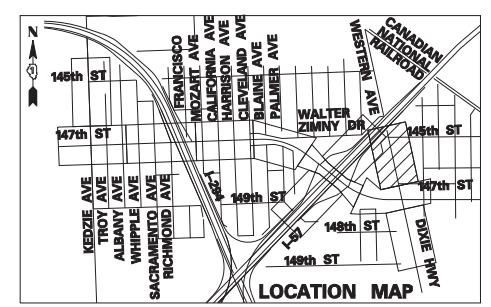 N
CANADIAN
NATIONAL
RAILROAD
WESTERN AVE
FRANCISCO
MOZART AVE
CALIFORNIA AVE
HARRISON AVE
CLEVELAND AVE
BLAINE AVE
PALMER AVE
145th ST
WALTER
ZIMNY DR
147th ST
145th ST
I-294
149th ST
147th ST
KEDZIE AVE
TROY AVE
ALBANY AVE
WHIPPLE AVE
SACRAMENTO AVE
RICHMOND AVE
I-57
148th ST
DIXIE HWY
149th ST
LOCATION MAP